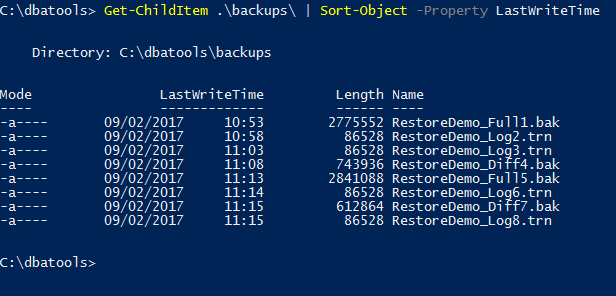 C:\dbatools> Get-ChildItem .\backups\ | Sort-Object -Property LastWriteTime
Directory: C:\dbatools\backups
Mode LastWriteTime Length Name
---- ------------- ------ ----
-a---- 09/02/2017 10:53 2775552 RestoreDemo_Full1.bak
-a---- 09/02/2017 10:58 86528 RestoreDemo_Log2.trn
-a---- 09/02/2017 11:03 86528 RestoreDemo_Log3.trn
-a---- 09/02/2017 11:08 743936 RestoreDemo_Diff4.bak
-a---- 09/02/2017 11:13 2841088 RestoreDemo_Full5.bak
-a---- 09/02/2017 11:14 86528 RestoreDemo_Log6.trn
-a---- 09/02/2017 11:15 612864 RestoreDemo_Diff7.bak
-a---- 09/02/2017 11:15 86528 RestoreDemo_Log8.trn
C:\dbatools>